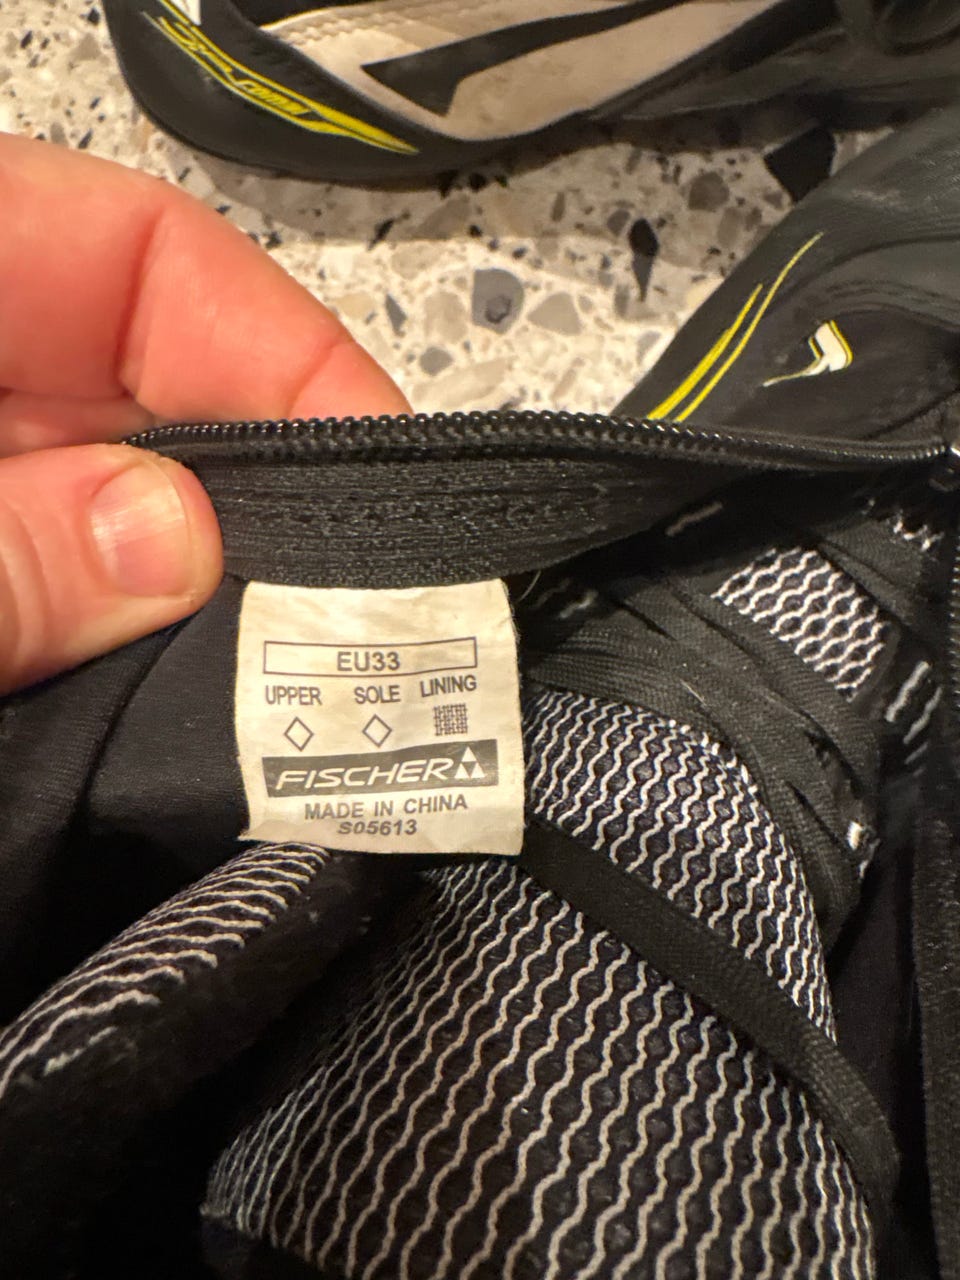 EU33
UPPER SOLE LINING
FISCHER
MADE IN CHINA
S05613